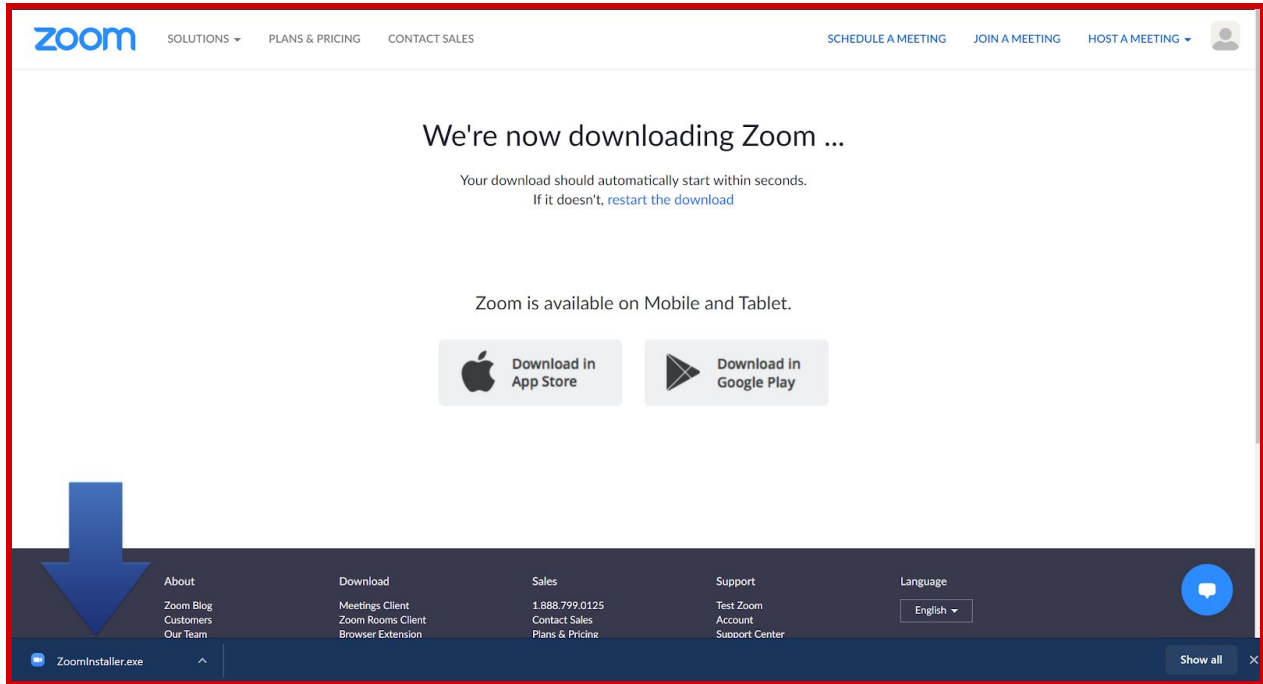 zoom SOLUTIONS PLANS & PRICING CONTACT SALES SCHEDULE A MEETING JOIN A MEETING HOST A MEETING
We're now downloading Zoom ...
Your download should automatically start within seconds.
If it doesn't, restart the download
Zoom is available on Mobile and Tablet.
Download in
App Store
Download in
Google Play
About Download Sales Support Language
Zoom Blog Meetings Client 1.888.799.0125 Test Zoom English
Customers Zoom Rooms Client Contact Sales Account
Our Team Browser Extension Plans & Pricing Support Center
ZoomInstaller.exe Show all